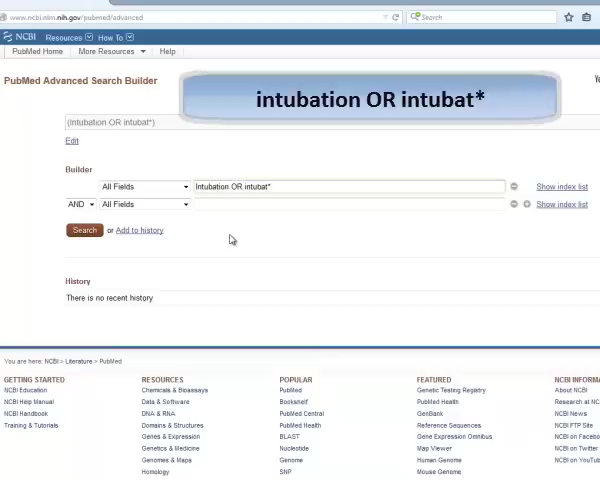 www.ncbi.nlm.nih.gov/pubmed/advanced Search
NCBI Resources How To
PubMed Home More Resources Help
PubMed Advanced Search Builder
intubation OR intubat*
(Intubation OR intubat*)
Edit
Builder
All Fields Intubation OR intubat* Show index list
AND All Fields Show index list
Search or Add to history
History
There is no recent history
You are here: NCBI > Literature > PubMed
GETTING STARTED RESOURCES POPULAR FEATURED NCBI INFORMA
NCBI Education Chemicals & Bioassays PubMed Genetic Testing Registry About NCBI
NCBI Help Manual Data & Software Bookshelf PubMed Health Research at NC
NCBI Handbook DNA & RNA PubMed Central GenBank NCBI News
Training & Tutorials Domains & Structures PubMed Health Reference Sequences NCBI FTP Site
Genes & Expression BLAST Gene Expression Omnibus NCBI on Facebo
Genetics & Medicine Nucleotide Map Viewer NCBI on Twitter
Genomes & Maps Genome Human Genome NCBI on YouT
Homology SNP Mouse Genome